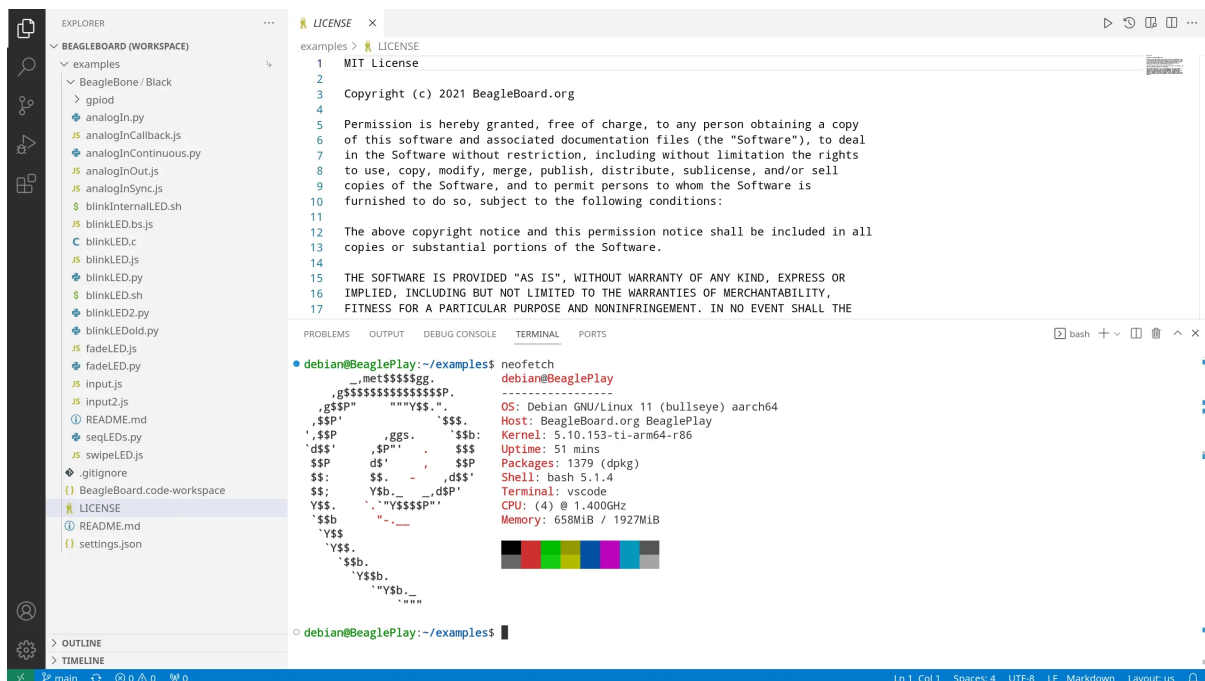 EXPLORER
BEAGLEBOARD (WORKSPACE)
examples
BeagleBone / Black
gpiod
analogIn.py
analogInCallback.js
analogInContinuous.py
analogInOut.js
analogInSync.js
blinkInternalLED.sh
blinkLED.bs.js
blinkLED.c
blinkLED.js
blinkLED.py
blinkLED.sh
blinkLED2.py
blinkLEDold.py
fadeLED.js
fadeLED.py
input.js
input2.js
README.md
seqLEDs.py
swipeLED.js
.gitignore
BeagleBoard.code-workspace
LICENSE
README.md
settings.json
OUTLINE
TIMELINE
LICENSE
examples > LICENSE
1 MIT License
2
3 Copyright (c) 2021 BeagleBoard.org
4
5 Permission is hereby granted, free of charge, to any person obtaining a copy
6 of this software and associated documentation files (the "Software"), to deal
7 in the Software without restriction, including without limitation the rights
8 to use, copy, modify, merge, publish, distribute, sublicense, and/or sell
9 copies of the Software, and to permit persons to whom the Software is
10 furnished to do so, subject to the following conditions:
11
12 The above copyright notice and this permission notice shall be included in all
13 copies or substantial portions of the Software.
14
15 THE SOFTWARE IS PROVIDED "AS IS", WITHOUT WARRANTY OF ANY KIND, EXPRESS OR
16 IMPLIED, INCLUDING BUT NOT LIMITED TO THE WARRANTIES OF MERCHANTABILITY,
17 FITNESS FOR A PARTICULAR PURPOSE AND NONINFRINGEMENT. IN NO EVENT SHALL THE
PROBLEMS OUTPUT DEBUG CONSOLE TERMINAL PORTS bash
debian@BeaglePlay:~/examples$ neofetch
_,met$$$$$gg. debian@BeaglePlay
,g$$$$$$$$$$$$$$$P. -----------------
,g$$P" """Y$$.". OS: Debian GNU/Linux 11 (bullseye) aarch64
,$$P' `$$$. Host: BeagleBoard.org BeaglePlay
',$$P ,ggs. `$$b: Kernel: 5.10.153-ti-arm64-r86
`d$$' ,$P"' . $$$ Uptime: 51 mins
$$P d$' , $$P Packages: 1379 (dpkg)
$$: $$. - ,d$$' Shell: bash 5.1.4
$$; Y$b._ _,d$P' Terminal: vscode
Y$$. `.`"Y$$$$P"' CPU: (4) @ 1.400GHz
`$$b "-.__ Memory: 658MiB / 1927MiB
`Y$$
`Y$$.
`$$b.
`Y$$b.
`"Y$b._
`"""
debian@BeaglePlay:~/examples$
main 0 0 0 Ln 1, Col 1 Spaces: 4 UTF-8 LF Markdown Layout: us